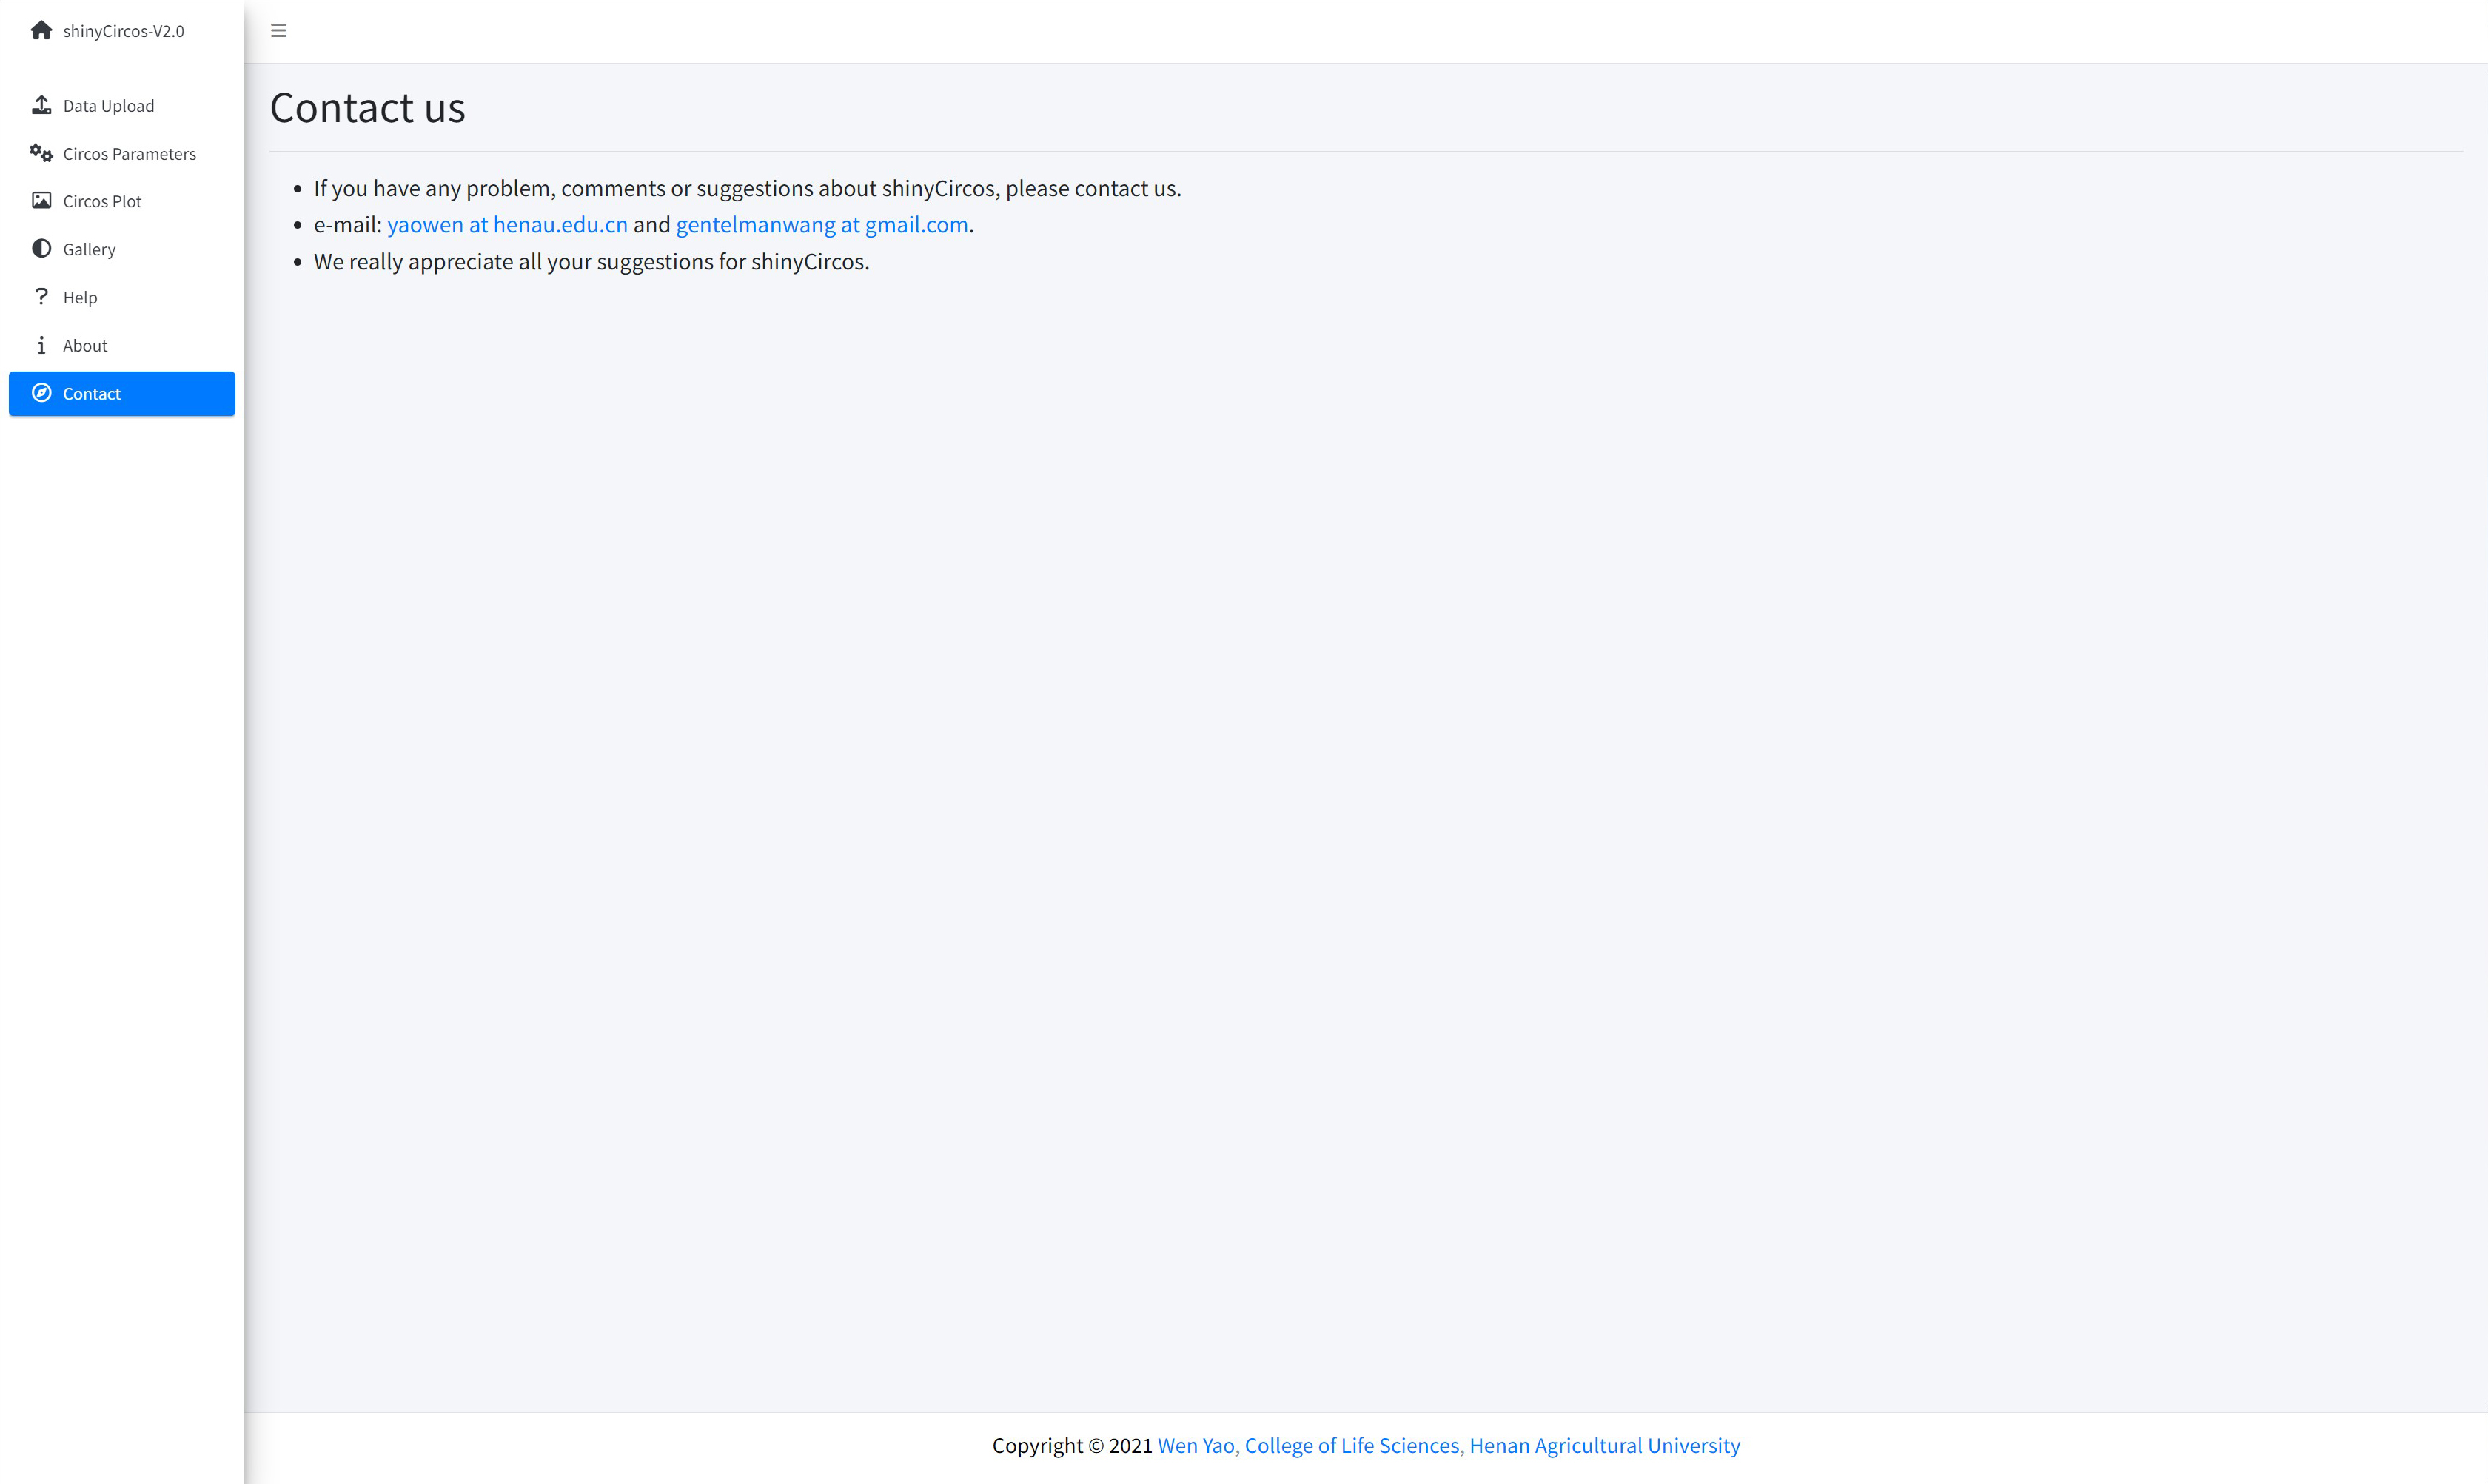 shinyCircos-V2.0
Data Upload
Circos Parameters
Circos Plot
Gallery
Help
About
Contact
Contact us
If you have any problem, comments or suggestions about shinyCircos, please contact us.
e-mail: yaowen at henau.edu.cn and gentelmanwang at gmail.com.
We really appreciate all your suggestions for shinyCircos.
Copyright © 2021 Wen Yao, College of Life Sciences, Henan Agricultural University